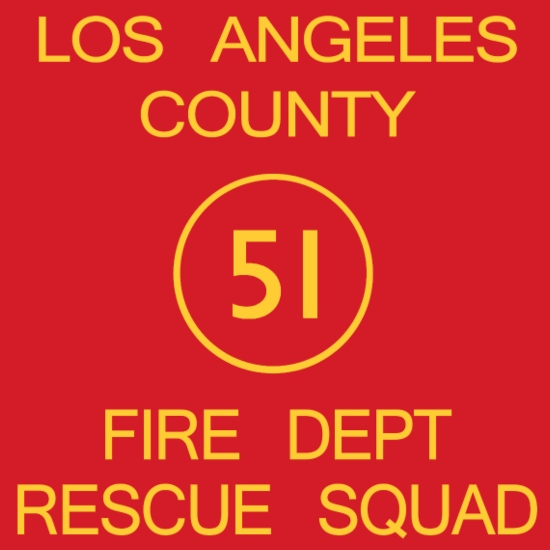 LOS ANGELES
COUNTY
51
FIRE DEPT
RESCUE SQUAD